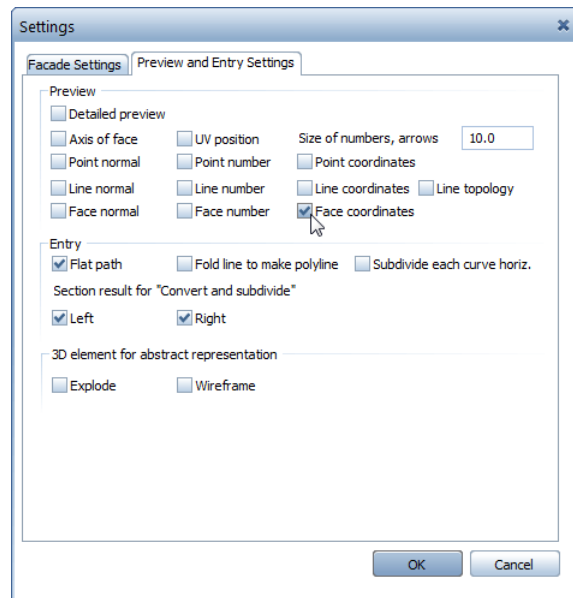 Settings
Facade Settings Preview and Entry Settings
Preview
Detailed preview
Axis of face UV position Size of numbers, arrows 10.0
Point normal Point number Point coordinates
Line normal Line number Line coordinates Line topology
Face normal Face number Face coordinates
Entry
Flat path Fold line to make polyline Subdivide each curve horiz.
Section result for "Convert and subdivide"
Left Right
3D element for abstract representation
Explode Wireframe
OK Cancel